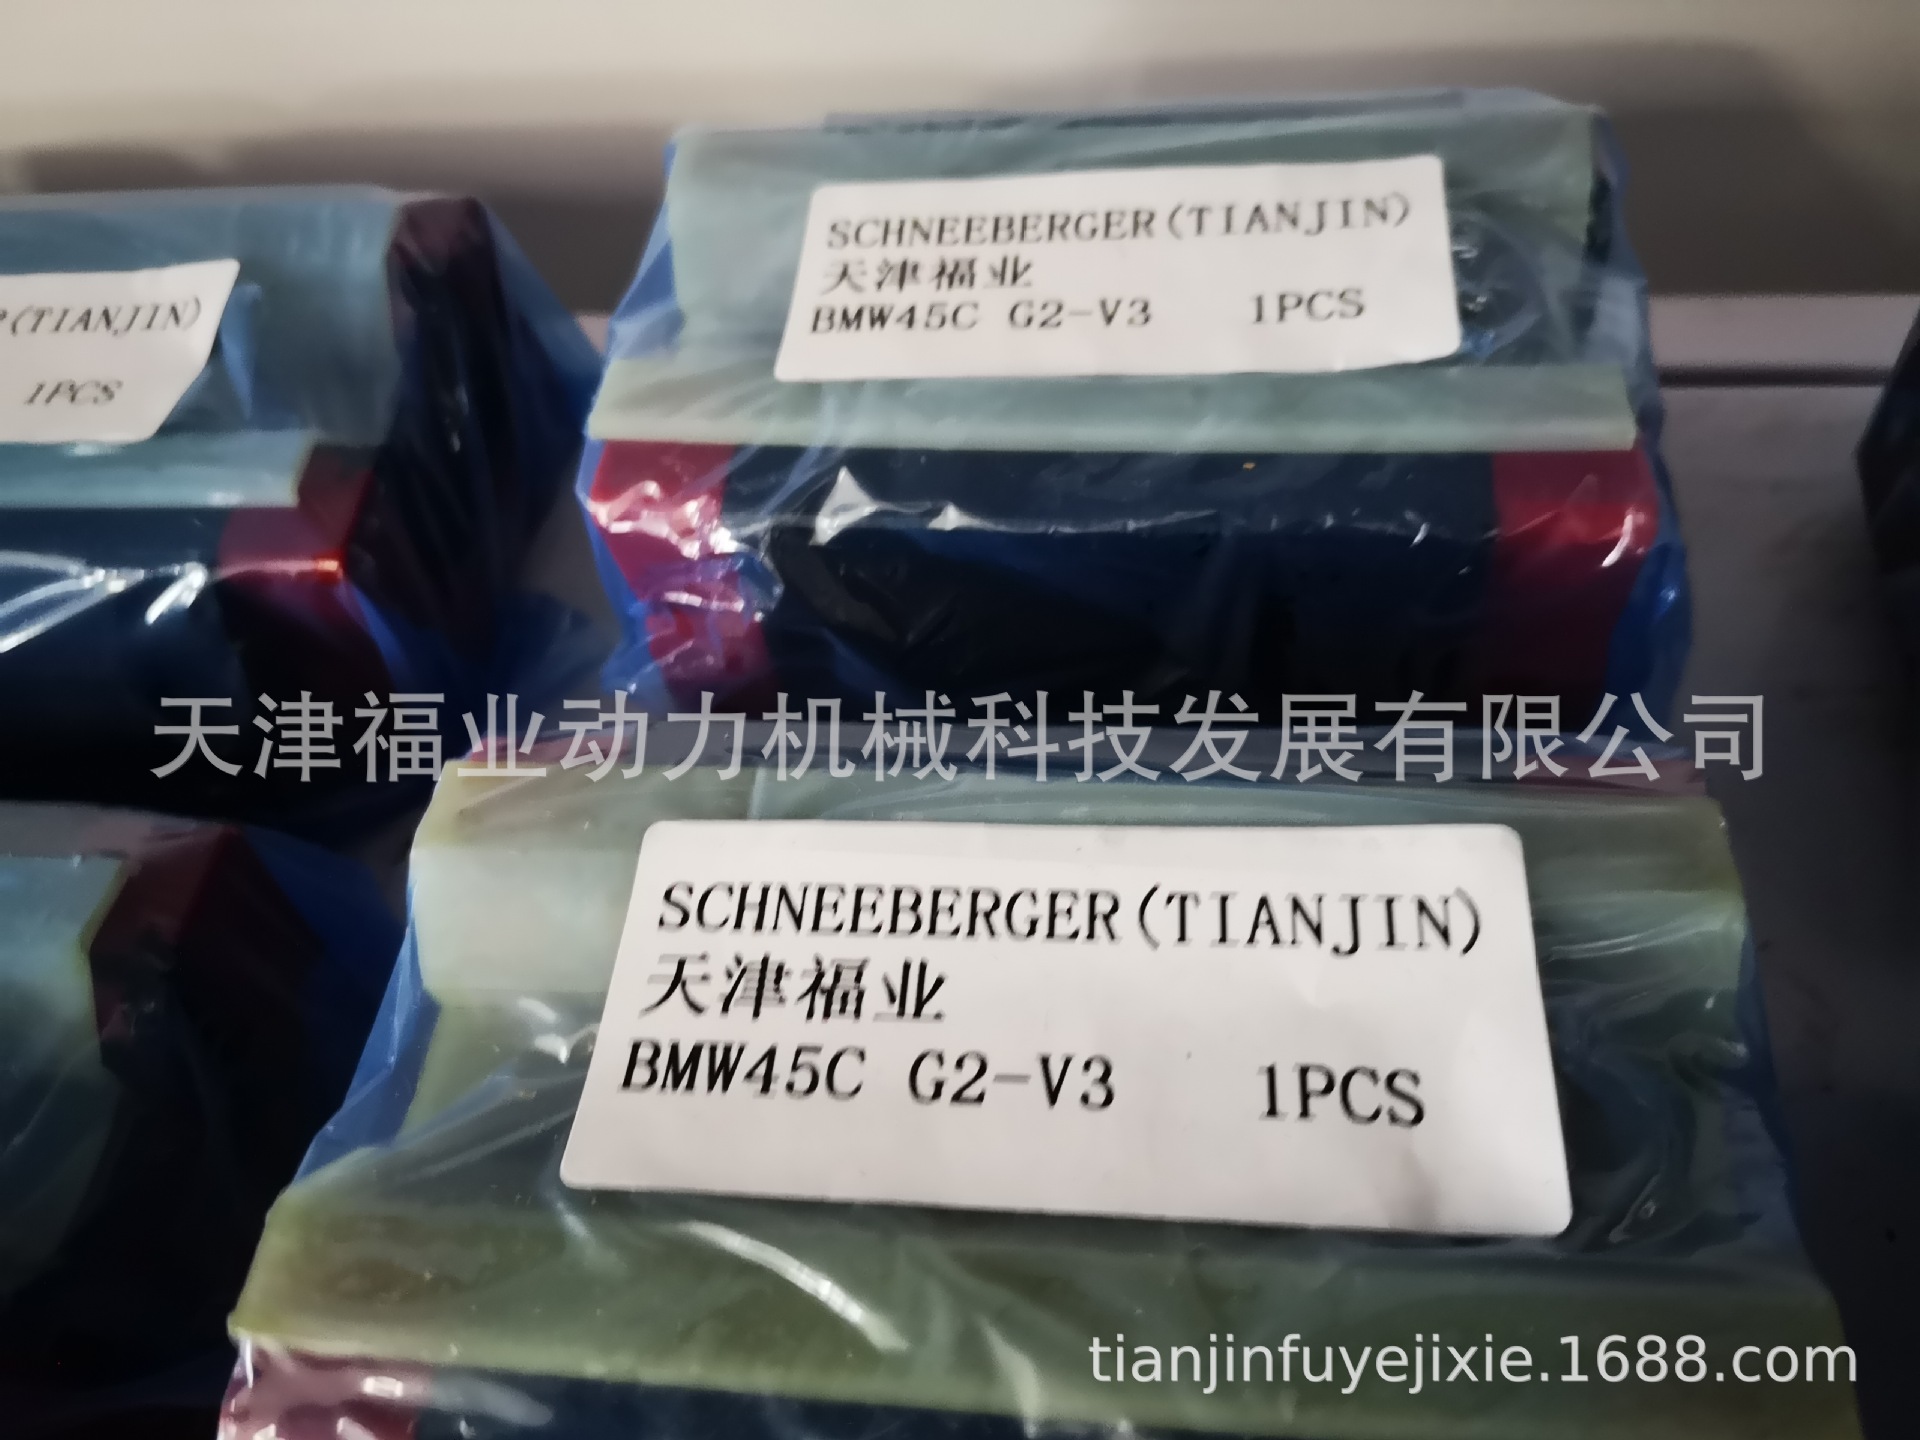 SCHNEEBERGER(TIANJIN)
天津福业
BMW45C G2-V3 1PCS
(TIANJIN)
1PCS
天津福业动力机械科技发展有限公司
SCHNEEBERGER(TIANJIN)
天津福业
BMW45C G2-V3 1PCS
tianjinfuyejixie.1688.com